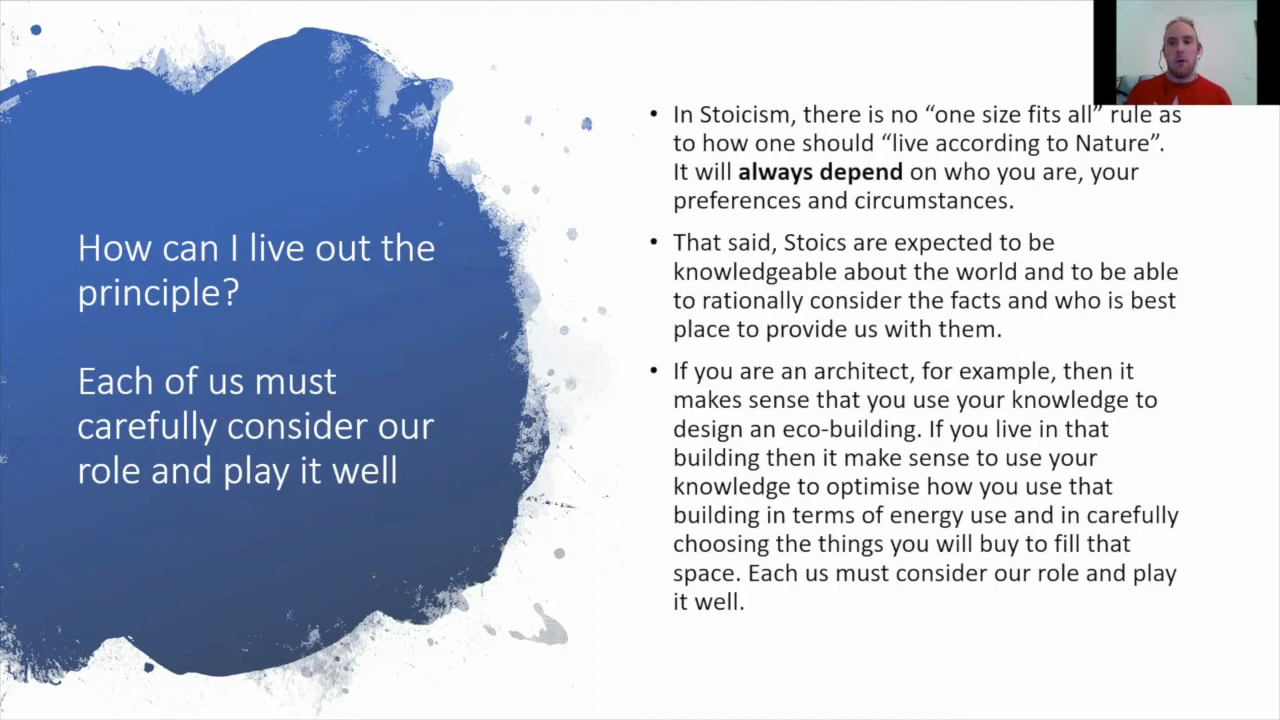 How can I live out the
principle?
Each of us must
carefully consider our
role and play it well
• In Stoicism, there is no “one size fits all” rule as
to how one should “live according to Nature”.
It will always depend on who you are, your
preferences and circumstances.
• That said, Stoics are expected to be
knowledgeable about the world and to be able
to rationally consider the facts and who is best
place to provide us with them.
• If you are an architect, for example, then it
makes sense that you use your knowledge to
design an eco-building. If you live in that
building then it make sense to use your
knowledge to optimise how you use that
building in terms of energy use and in carefully
choosing the things you will buy to fill that
space. Each us must consider our role and play
it well.